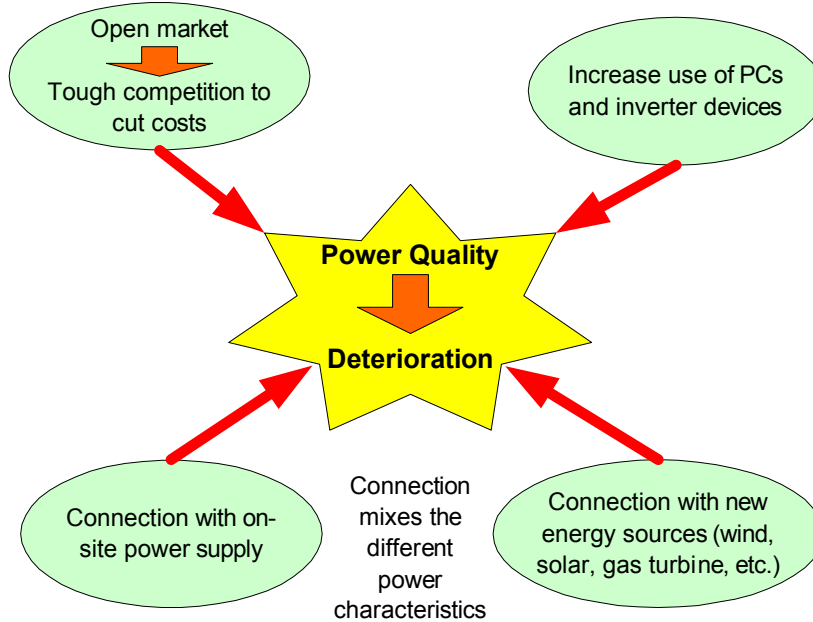 Open market
Tough competition to
cut costs
Increase use of PCs
and inverter devices
Power Quality
Deterioration
Connection with on-
site power supply
Connection
mixes the
different
power
characteristics
Connection with new
energy sources (wind,
solar, gas turbine, etc.)